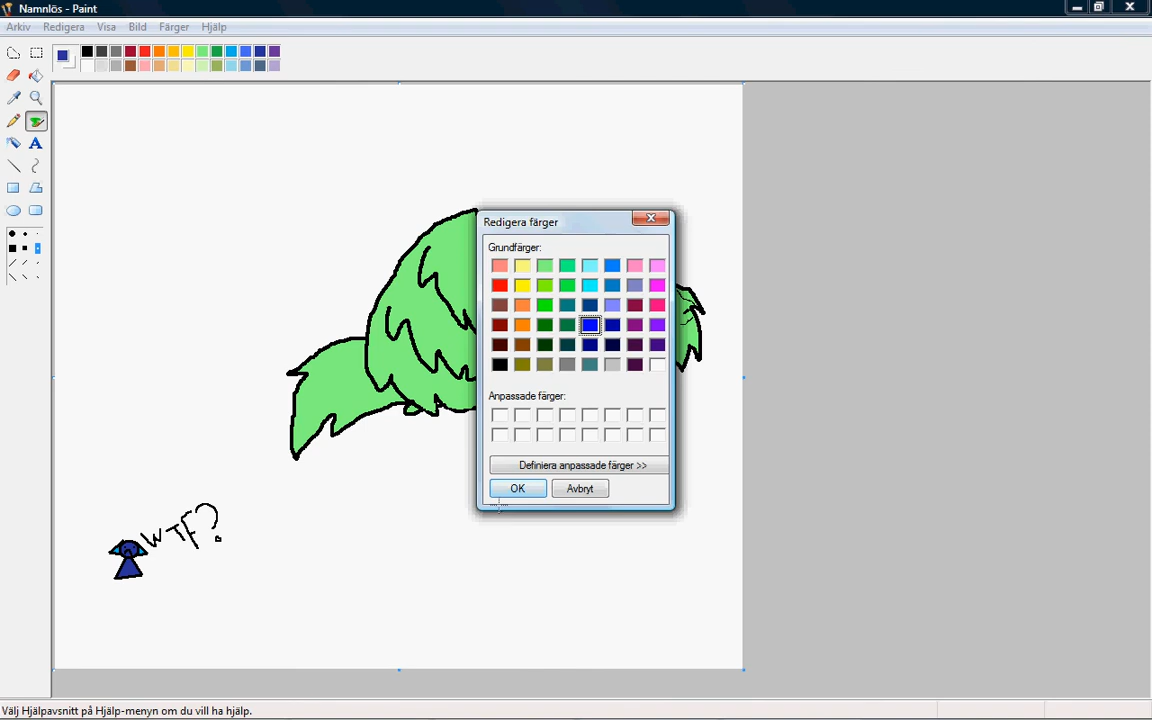 Namnlös - Paint
Arkiv Redigera Visa Bild Färger Hjälp
A
Redigera färger
Grundfärger:
Anpassade färger:
Definiera anpassade färger >>
OK Avbryt
WTF?
Välj Hjälpavsnitt på Hjälp-menyn om du vill ha hjälp.